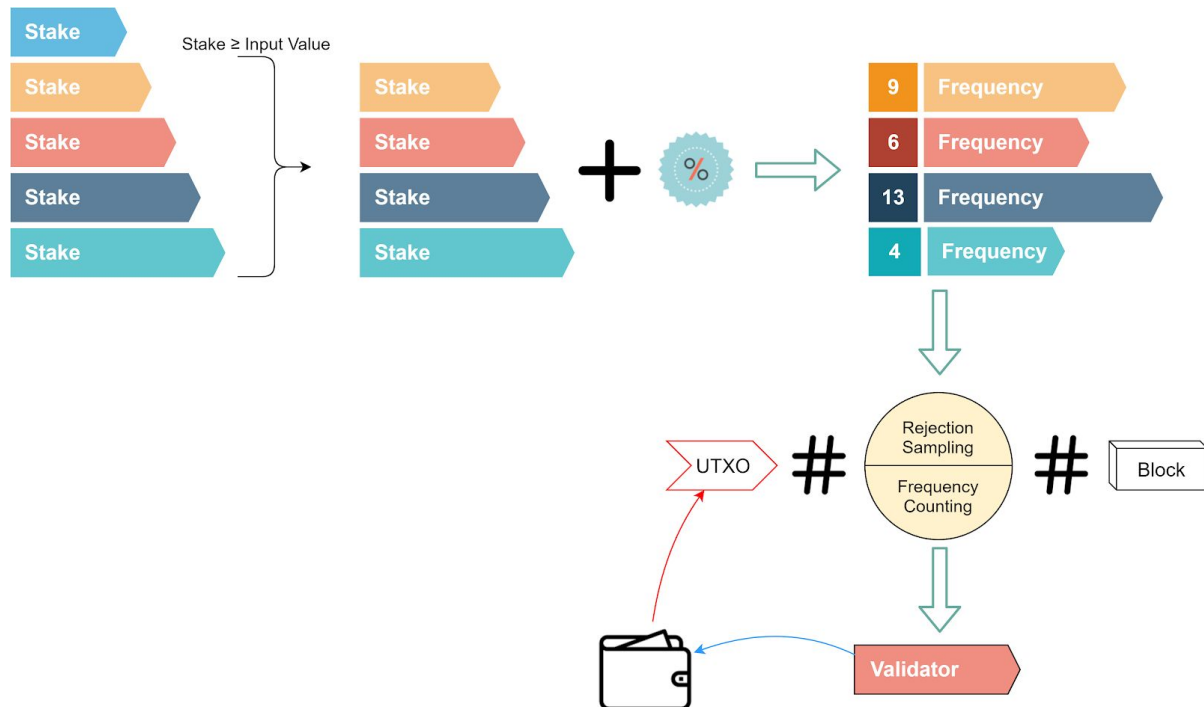 Stake
Stake ≥ Input Value
Stake
Stake
Stake
Stake
Stake
Stake
Stake
Stake
%
9 Frequency
6 Frequency
13 Frequency
4 Frequency
UTXO
#
Rejection
Sampling
Frequency
Counting
#
Block
Validator